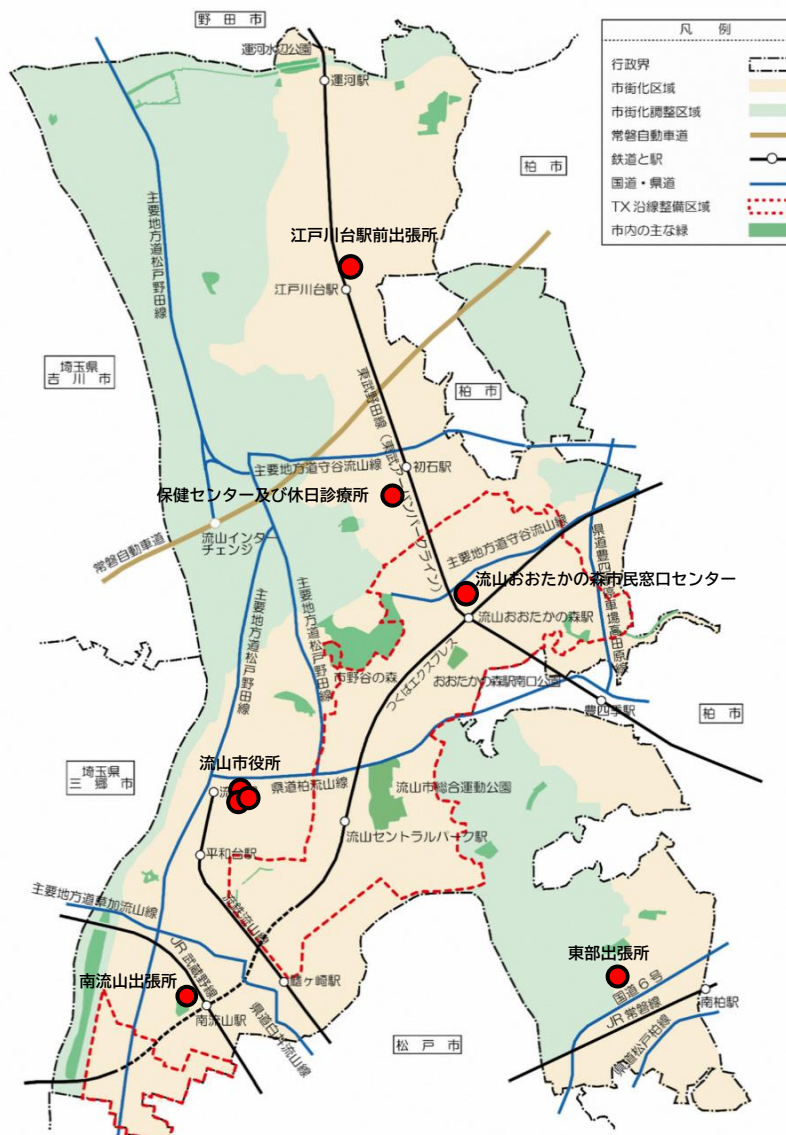 野田市
凡例
行政界
市街化区域
市街化調整区域
常磐自動車道
鉄道と駅
国道・県道
TX沿線整備区域
市内の主な緑
運河水辺公園
運河駅
柏市
主要地方道松戸野田線
江戸川台駅前出張所
江戸川台駅
埼玉県
吉川市
東武野田線(東武アーバンパークライン)
柏市
主要地方道守谷流山線
初石駅
保健センター及び休日診療所
流山インター
チェンジ
常磐自動車道
主要地方道守谷流山線
流山おおたかの森市民窓口センター
流山おおたかの森駅
主要地方道松戸野田線
主要地方道松戸野田線
市野谷の森
つくばエクスプレス
おおたかの森駅南口公園
豊四季駅
柏市
埼玉県
三郷市
流山市役所
県道柏流山線
流山市総合運動公園
流山セントラルパーク駅
平和台駅
主要地方道草加流山線
流鉄流山線
JR武蔵野線
南流山出張所
南流山駅
鰭ヶ崎駅
県道白井流山線
松戸市
東部出張所
国道6号
JR常磐線
南柏駅
県道松戸柏線